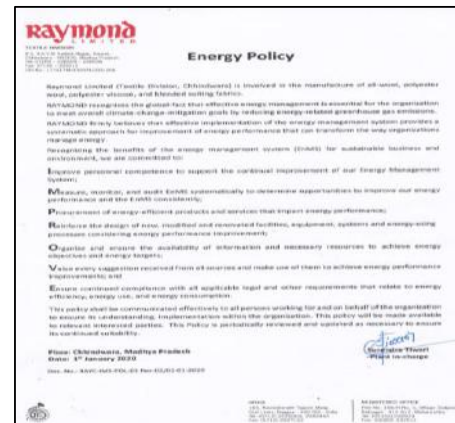 Raymond
LIMITED
TEXTILE DIVISION
Energy Policy
Raymond Limited (Textile Division, Chhindwara) is involved in the manufacture of all-wool, polyester
wool, polyester viscose, and blended suiting fabrics.
RAYMOND recognizes the global fact that effective energy management is essential for the organization
to meet overall climate-change-mitigation goals by reducing energy-related greenhouse gas emissions.
RAYMOND firmly believes that effective implementation of the energy management system provides a
systematic approach for improvement of energy performance that can transform the way organizations
manage energy.
Recognizing the benefits of the energy management system (EnMS) for sustainable business and
environment, we are committed to:
Improve personnel competence to support the continual improvement of our Energy Management
System;
Measure, monitor, and audit EnMS systematically to determine opportunities to improve our energy
performance and the EnMS consistently;
Procurement of energy-efficient products and services that impact energy performance;
Reinforce the design of new, modified and renovated facilities, equipment, systems and energy-using
processes considering energy performance improvement;
Organize and ensure the availability of information and necessary resources to achieve energy
objectives and energy targets;
Value every suggestion received from all sources and make use of them to achieve energy performance
improvements; and
Ensure continued compliance with all applicable legal and other requirements that relate to energy
efficiency, energy use, and energy consumption.
This policy shall be communicated effectively to all persons working for and on behalf of the organization
to ensure its understanding, implementation within the organization. This policy will be made available
to relevant interested parties. This Policy is periodically reviewed and updated as necessary to ensure
its continued suitability.
Place: Chhindwara, Madhya Pradesh
Date: 1st January 2020
Tiwari
Plant in-charge
REGISTERED OFFICE